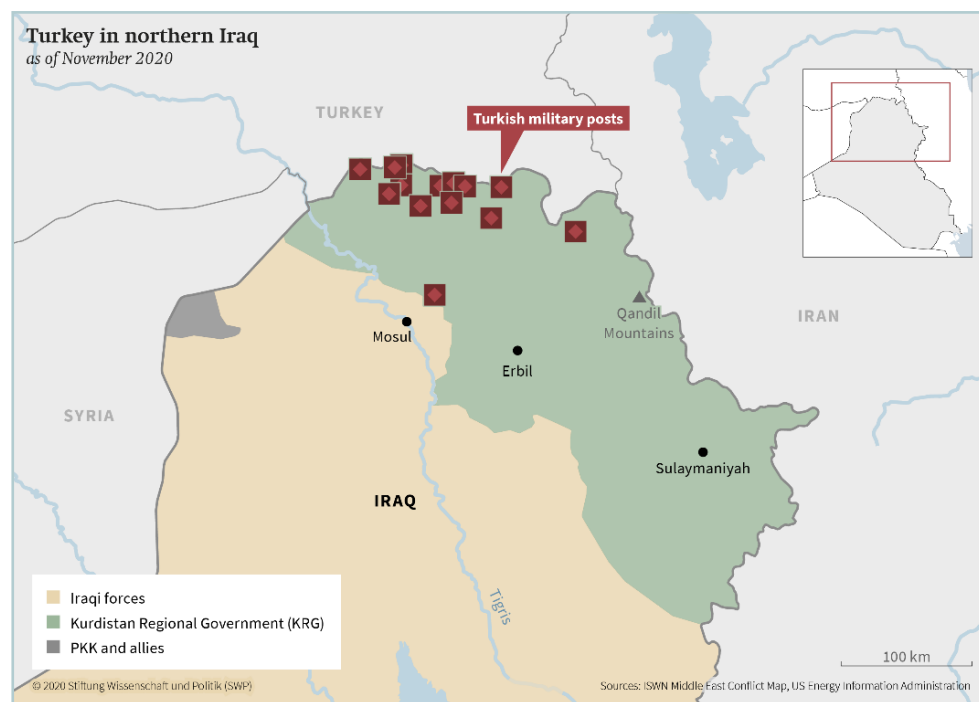 Turkey in northern Iraq
as of November 2020
TURKEY
Turkish military posts
Qandil
Mountains
IRAN
Mosul
Erbil
SYRIA
Sulaymaniyah
IRAQ
Tigris
Iraqi forces
Kurdistan Regional Government (KRG)
PKK and allies
100 km
© 2020 Stiftung Wissenschaft und Politik (SWP)
Sources: ISWN Middle East Conflict Map, US Energy Information Administration